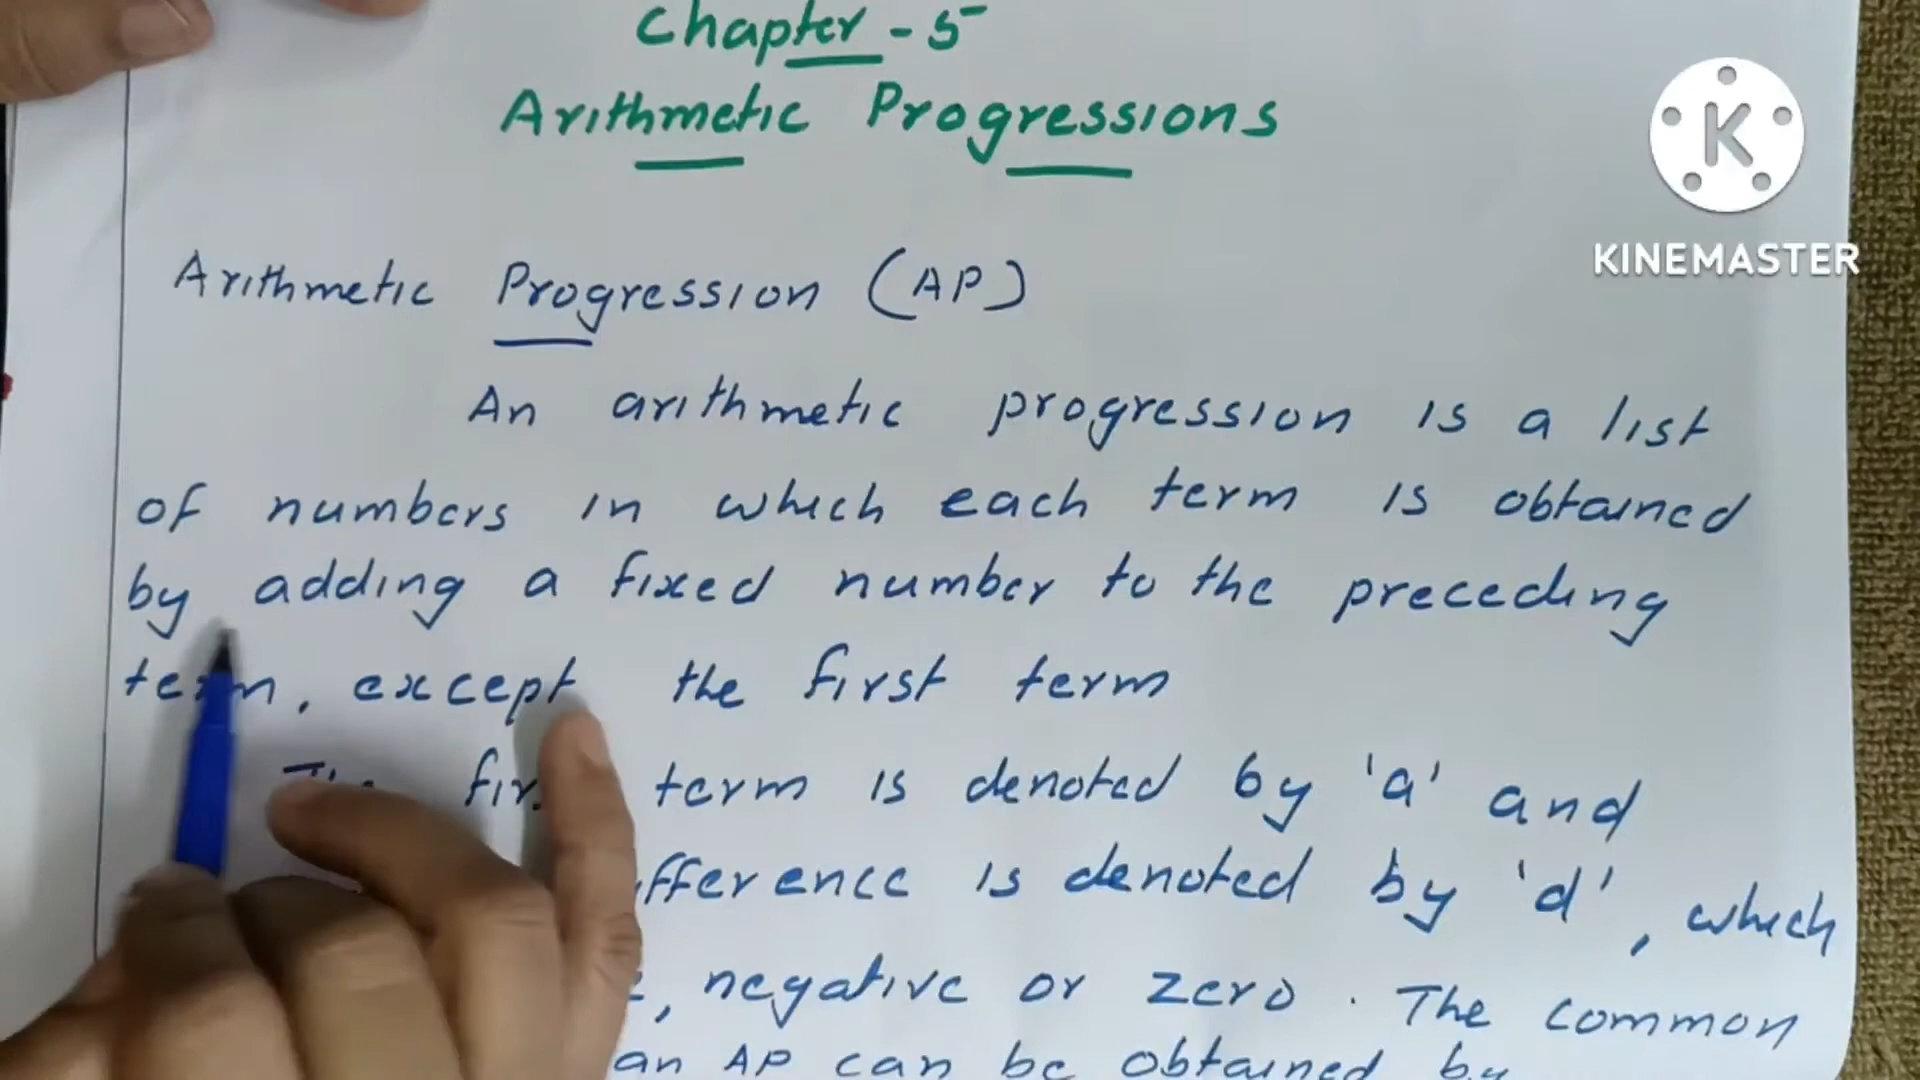 Chapter - 5
Arithmetic Progressions
K
KINEMASTER
Arithmetic Progression (AP)
An arithmetic progression is a list
of numbers in which each term is obtained
by adding a fixed number to the preceding
term, except the first term
first term is denoted by 'a' and
is denoted by 'd', which
, negative or zero. The common
an AP can be obtained by